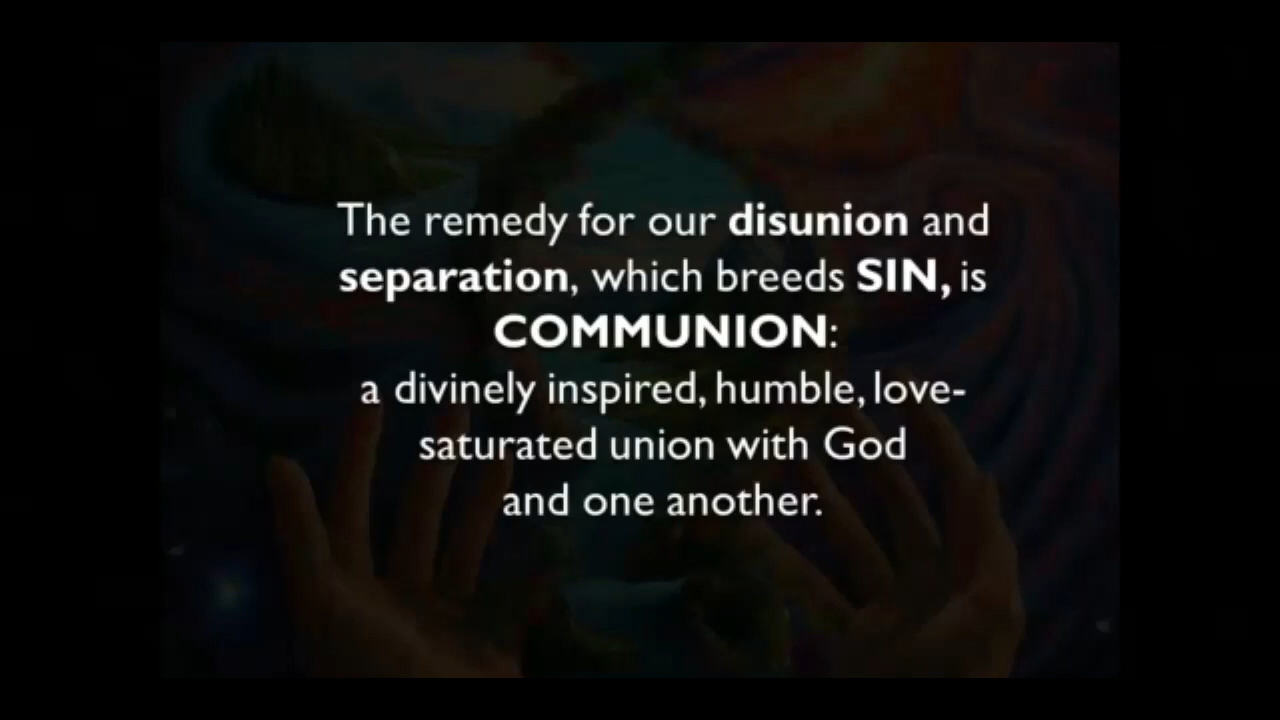 The remedy for our disunion and
separation, which breeds SIN, is
COMMUNION:
a divinely inspired, humble, love-
saturated union with God
and one another.